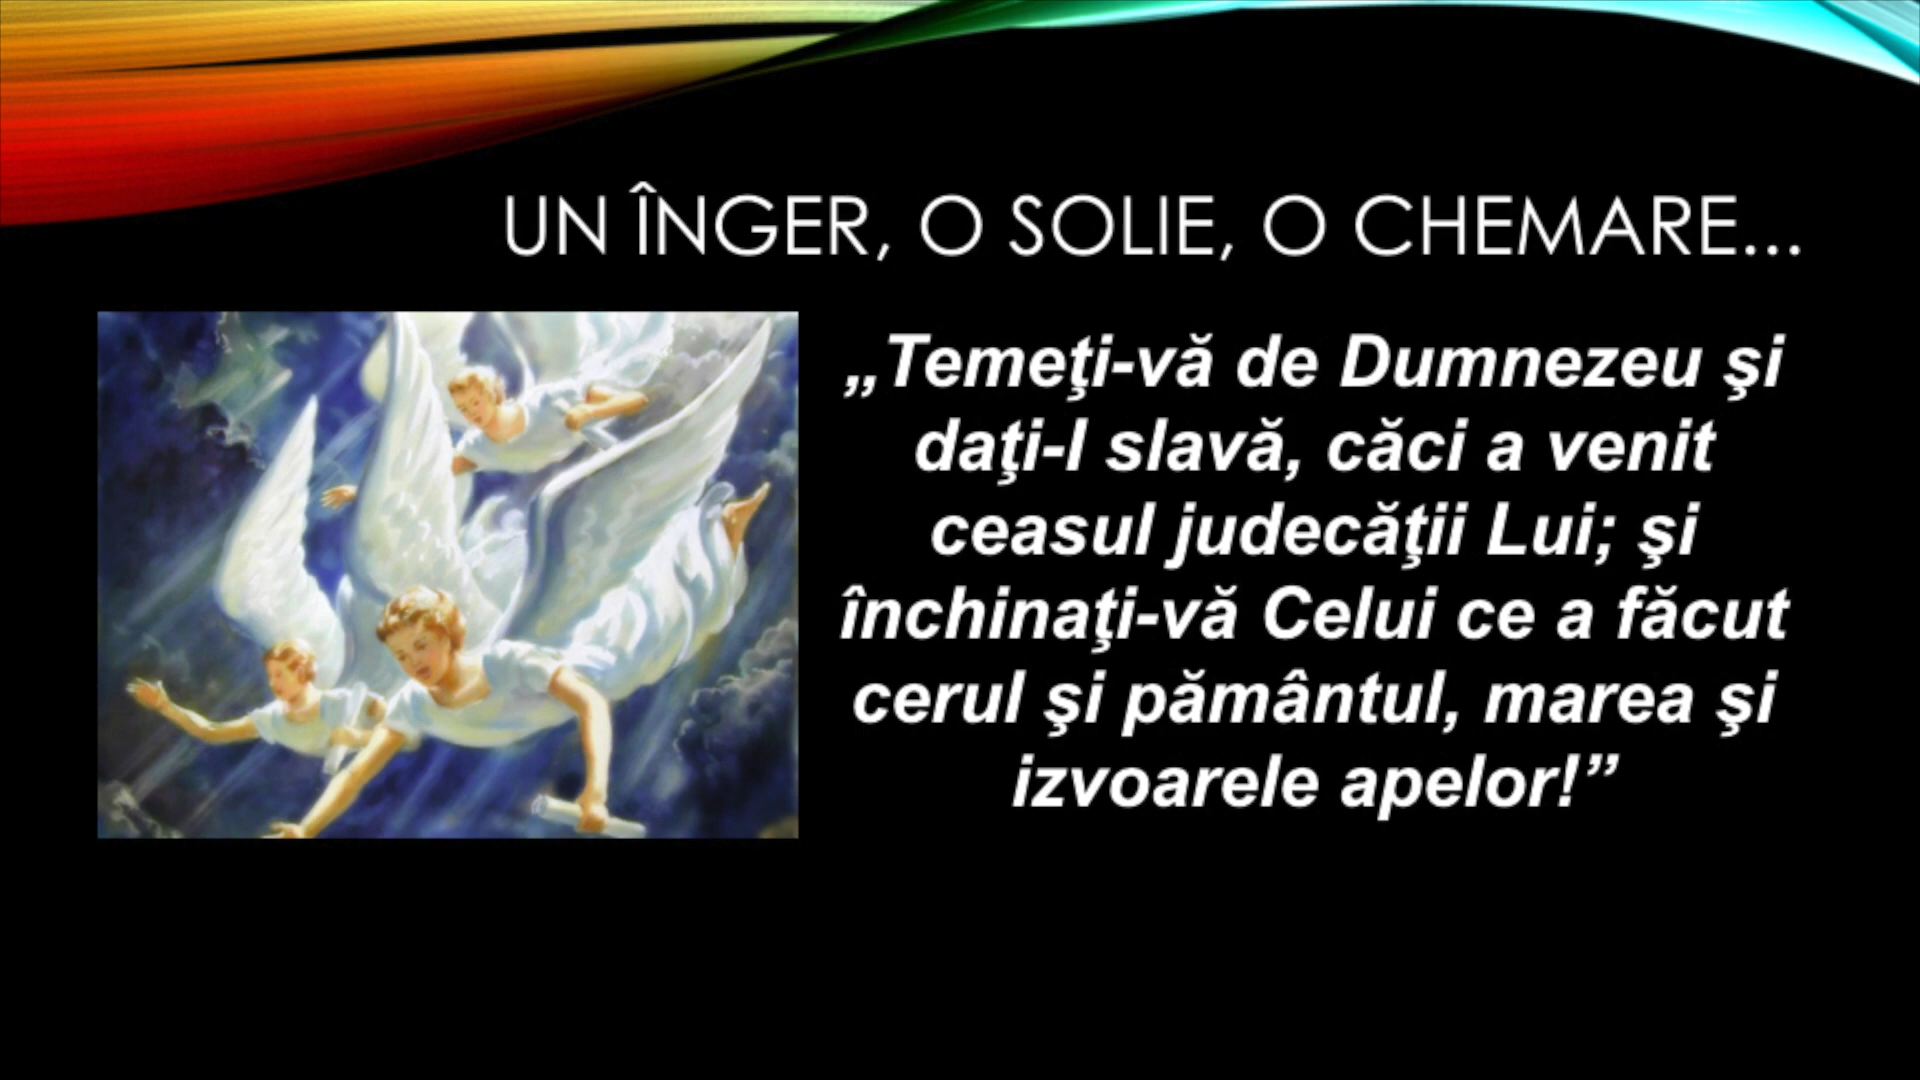 UN ÎNGER, O SOLIE, O CHEMARE...
„Temeţi-vă de Dumnezeu şi
daţi-I slavă, căci a venit
ceasul judecăţii Lui; şi
închinaţi-vă Celui ce a făcut
cerul şi pământul, marea şi
izvoarele apelor!”